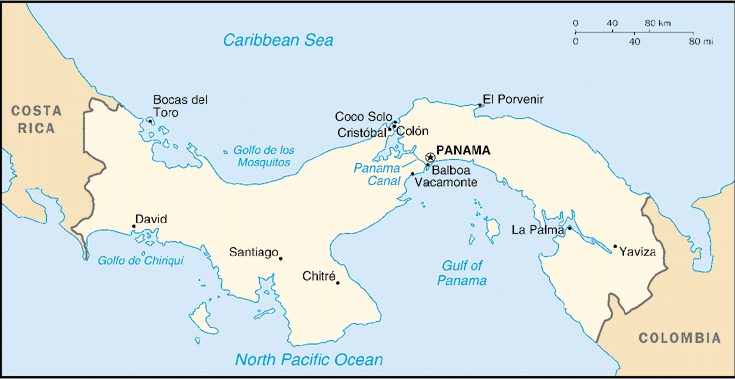 0 40 80 km
0 40 80 mi
Caribbean Sea
COSTA
RICA
Bocas del
Toro
El Porvenir
Coco Solo
Cristóbal
Colón
Golfo de los
Mosquitos
PANAMA
Panama
Canal
Balboa
Vacamonte
David
La Palma
Yaviza
Santiago
Golfo de Chiriquí
Chitré
Gulf of
Panama
COLOMBIA
North Pacific Ocean